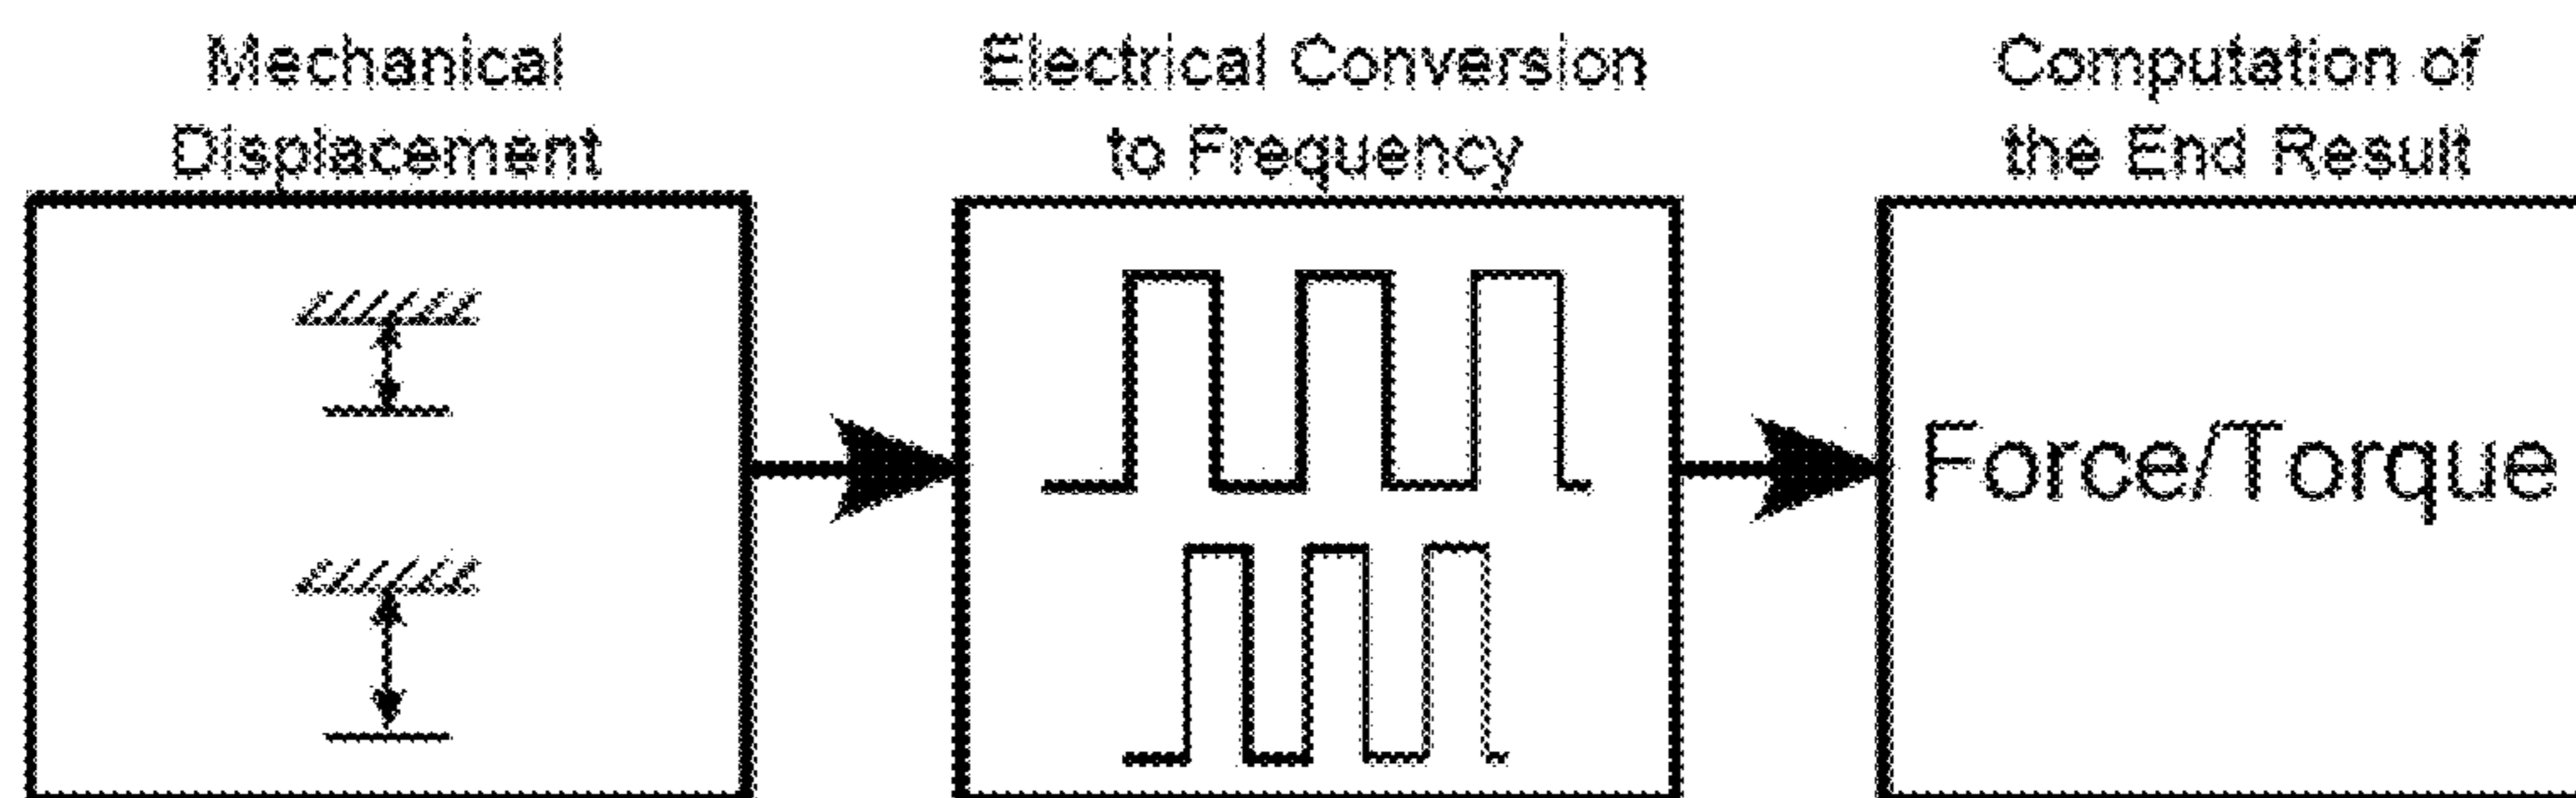 Mechanical
Displacement
Electrical Conversion
to Frequency
Computation of
the End Result
Force/Torque